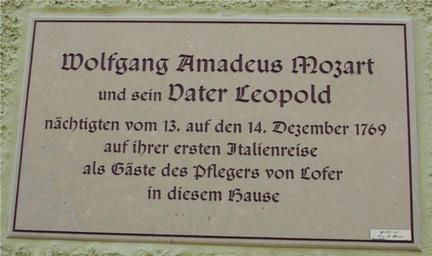 Wolfgang Amadeus Mozart
und sein Vater Leopold
nächtigten vom 13. auf den 14. Dezember 1769
auf ihrer ersten Italienreise
als Gäste des Pflegers von Lofer
in diesem Hause